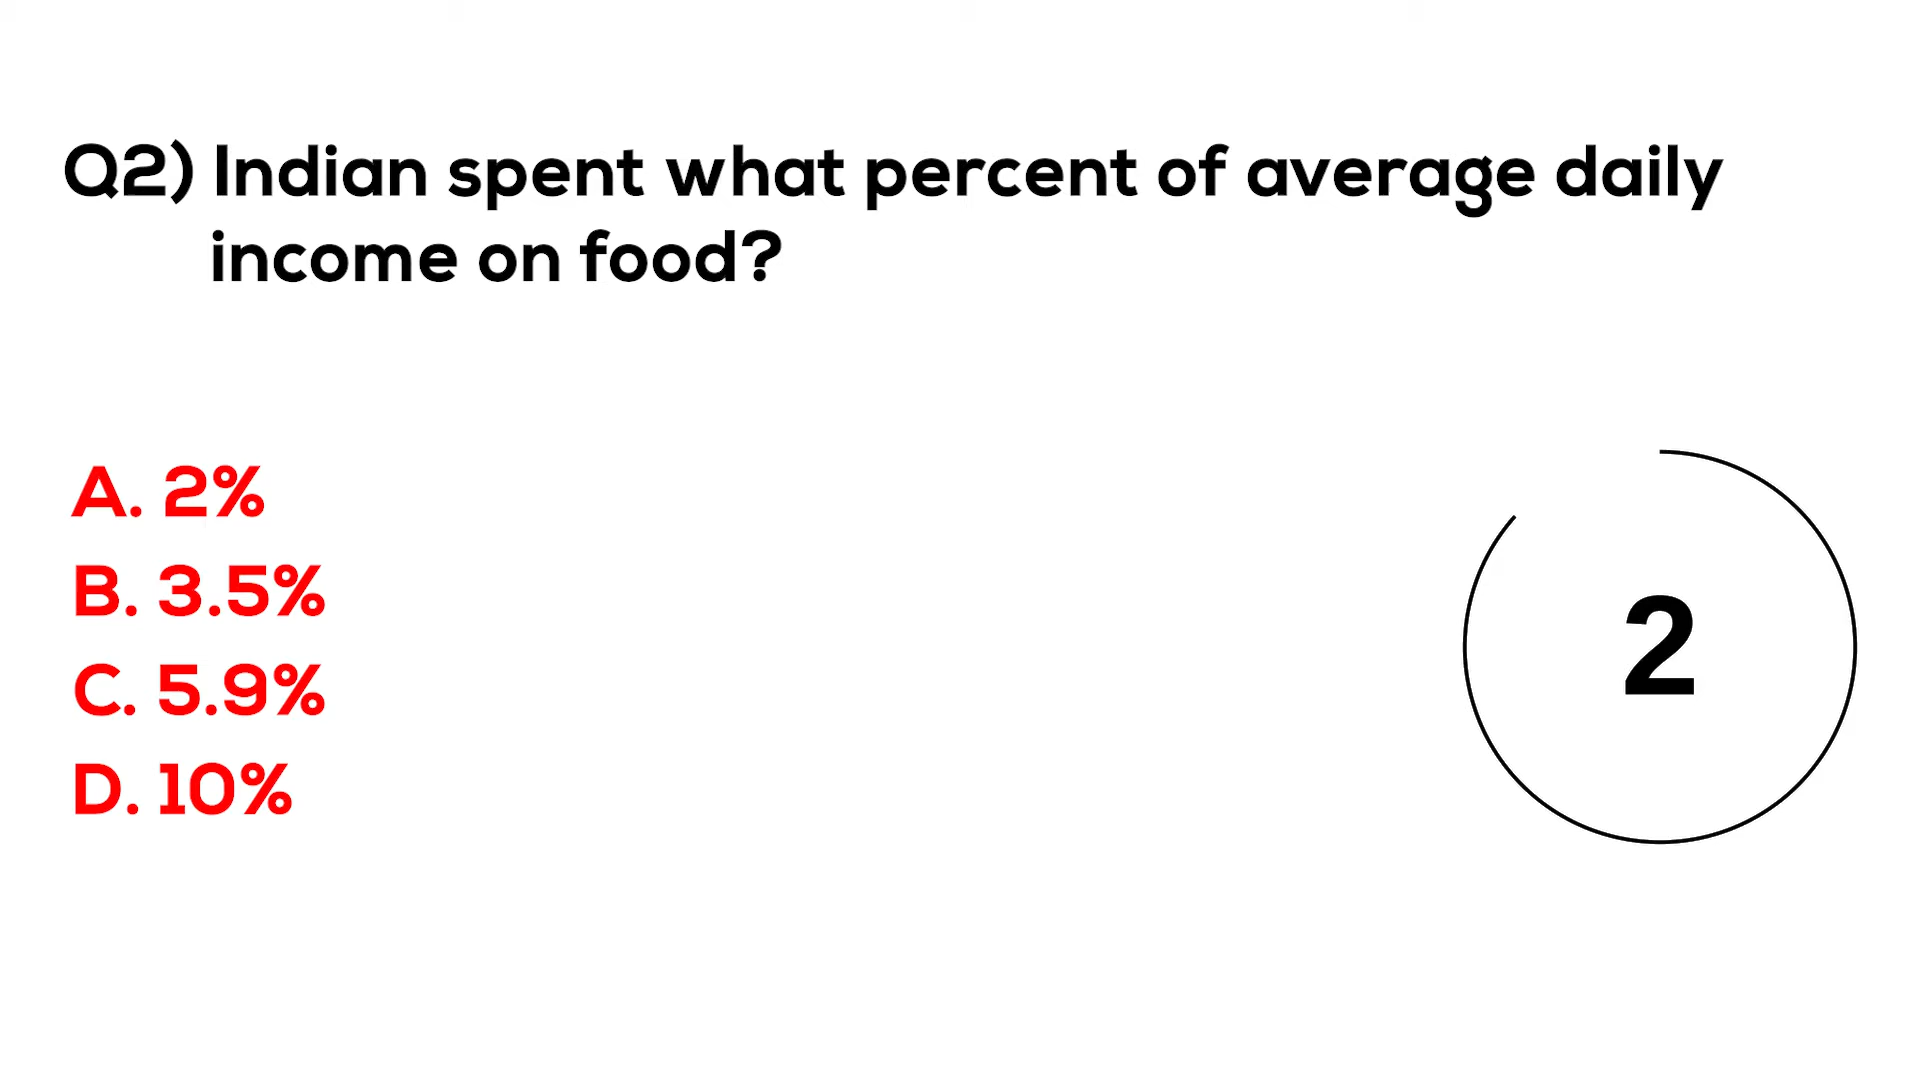 Q2) Indian spent what percent of average daily
income on food?
A. 2%
B. 3.5%
C. 5.9%
D. 10%
2